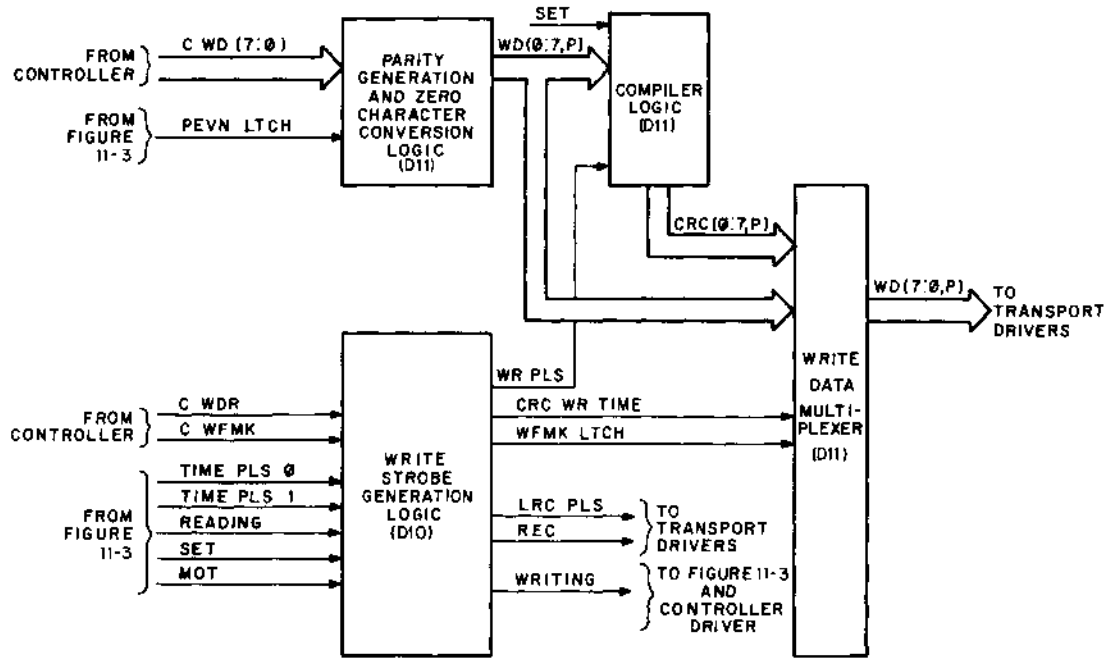 SET
C WD (7:0)
WD(0:7,P)
FROM
CONTROLLER
PARITY
GENERATION
AND ZERO
CHARACTER
CONVERSION
LOGIC
(D11)
COMPILER
LOGIC
(D11)
FROM
FIGURE
11-3
PEVN LTCH
CRC(0:7,P)
WD(7:0,P)
TO
TRANSPORT
DRIVERS
WR PLS
FROM
CONTROLLER
C WDR
C WFMK
CRC WR TIME
WFMK LTCH
WRITE
DATA
MULTI-
PLEXER
(D11)
WRITE
STROBE
GENERATION
LOGIC
(D10)
FROM
FIGURE
11-3
TIME PLS 0
TIME PLS 1
READING
SET
MOT
LRC PLS
REC
TO
TRANSPORT
DRIVERS
WRITING
TO FIGURE 11-3
AND
CONTROLLER
DRIVER